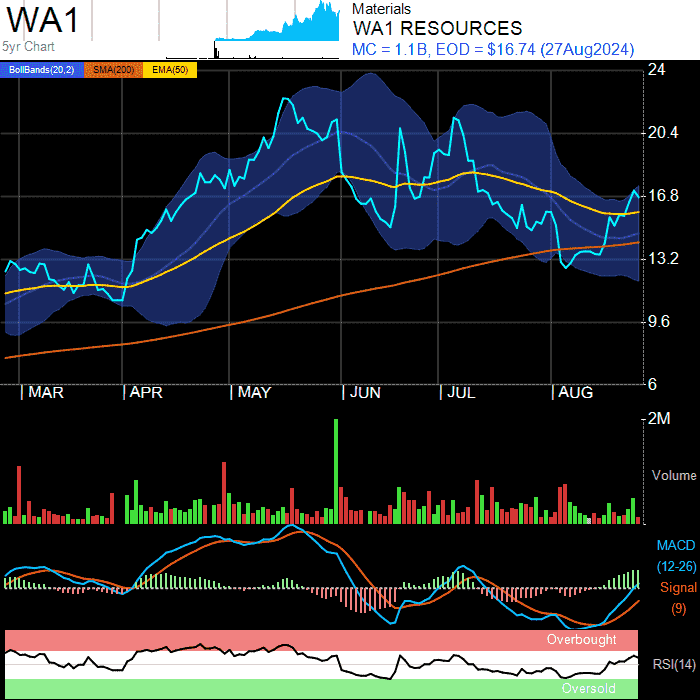 WA1
5yr Chart
Materials
WA1 RESOURCES
MC = 1.1B, EOD = $16.74 (27Aug2024)
BollBands(20,2) SMA(200) EMA(50)
24
20.4
16.8
13.2
9.6
6
| MAR | APR | MAY | JUN | JUL | AUG
2M
Volume
MACD
(12-26)
Signal
(9)
Overbought
RSI(14)
Oversold